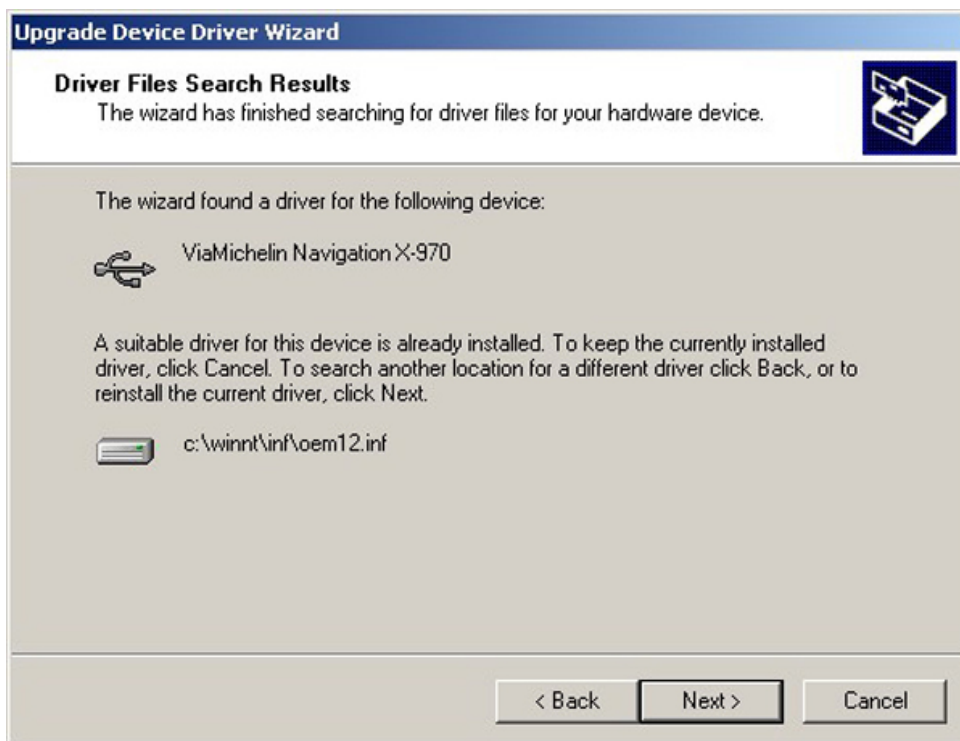 Upgrade Device Driver Wizard
Driver Files Search Results
The wizard has finished searching for driver files for your hardware device.
The wizard found a driver for the following device:
ViaMichelin Navigation X-970
A suitable driver for this device is already installed. To keep the currently installed
driver, click Cancel. To search another location for a different driver click Back, or to
reinstall the current driver, click Next.
c:\winnt\inf\oem12.inf
< Back Next > Cancel